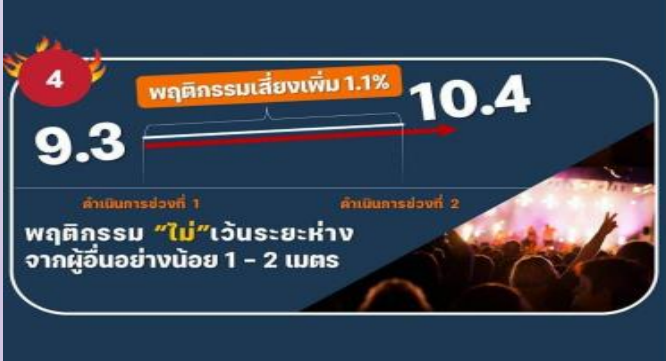 4
พฤติกรรมเสี่ยงเพิ่ม 1.1%
9.3
10.4
ดำเนินการช่วงที่ 1
ดำเนินการช่วงที่ 2
พฤติกรรม “ไม่”เว้นระยะห่าง
จากผู้อื่นอย่างน้อย 1 - 2 เมตร